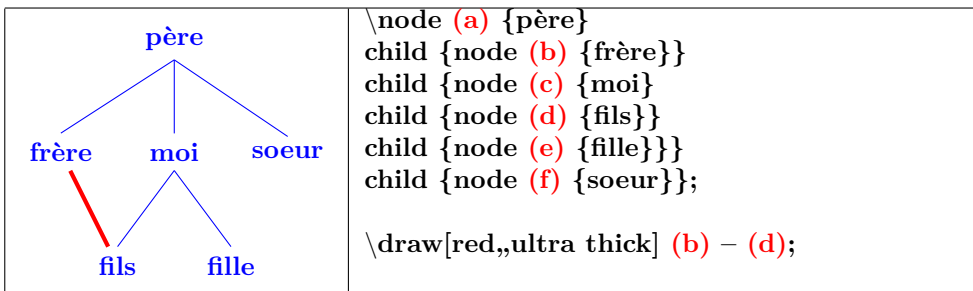 père
frère moi soeur
fils fille
\node (a) {père}
child {node (b) {frère}}
child {node (c) {moi}
child {node (d) {fils}}
child {node (e) {fille}}}
child {node (f) {soeur}};
\draw[red,„ultra thick] (b) – (d);